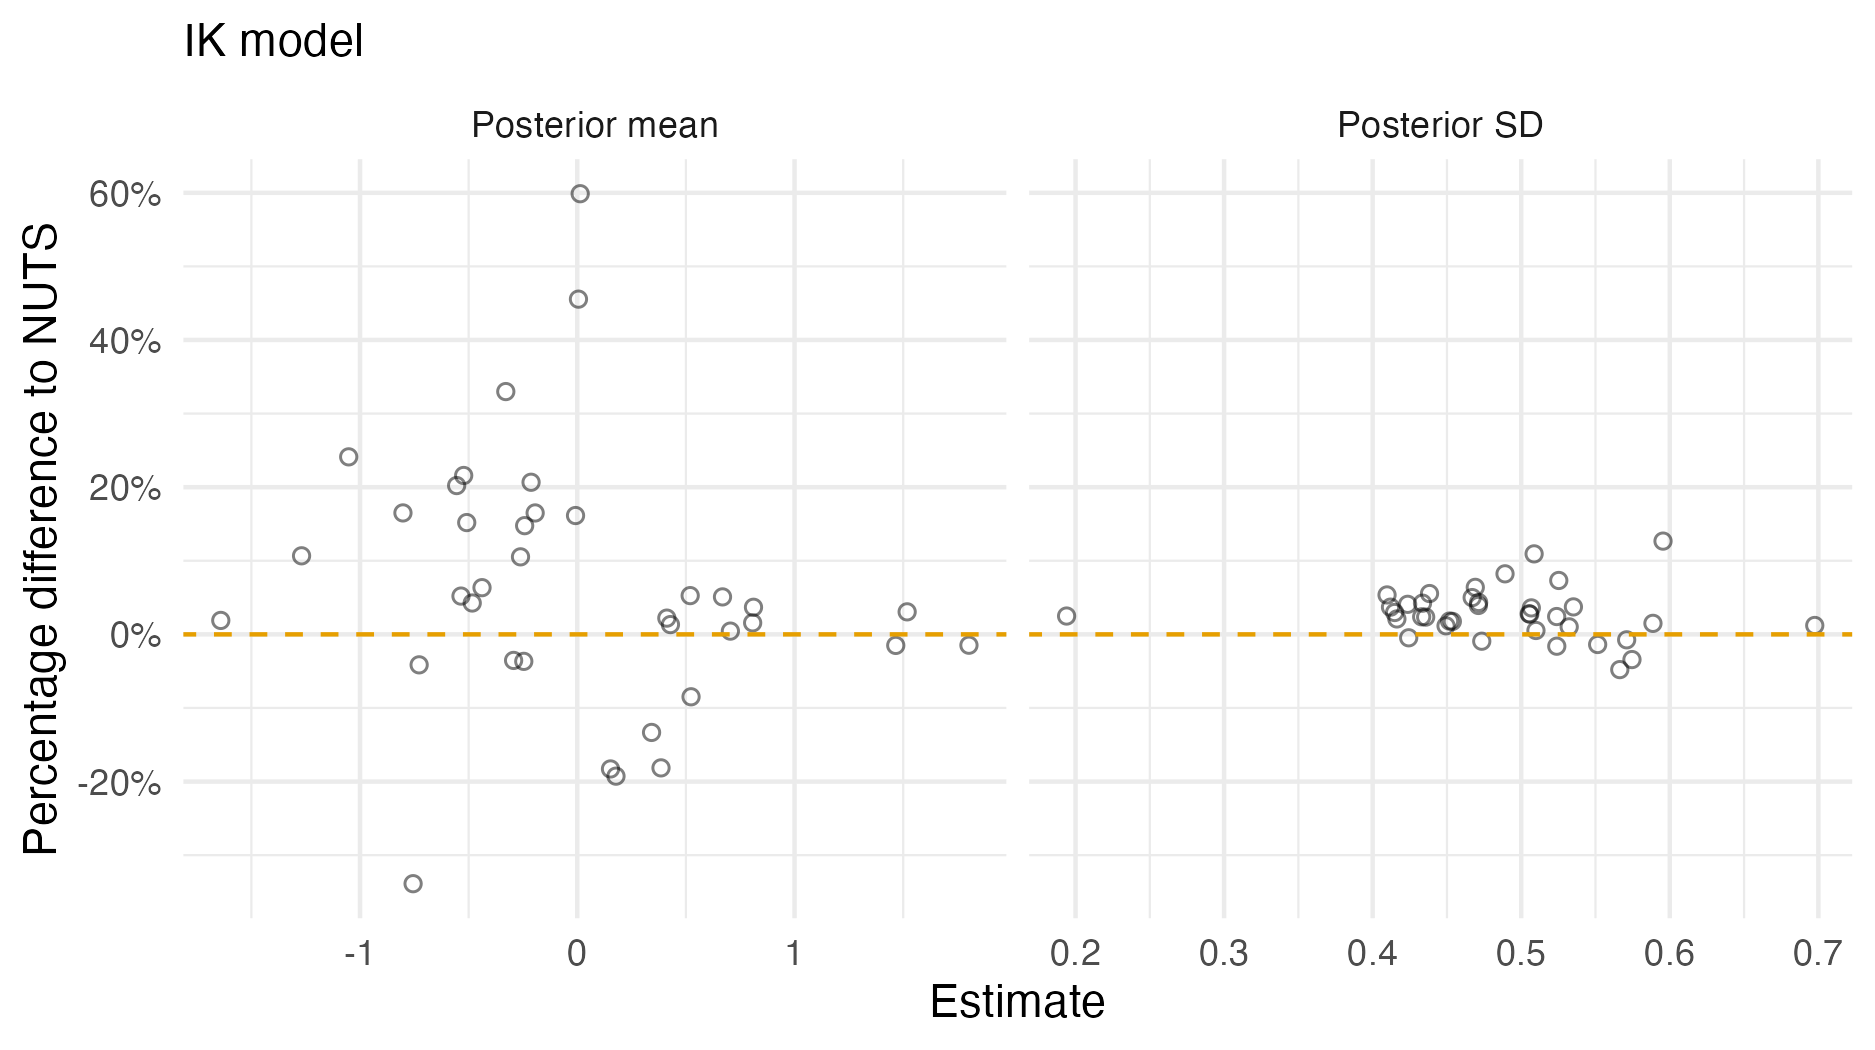 IK model
Posterior mean
Posterior SD
Percentage difference to NUTS
60%
40%
20%
0%
-20%
-1
0
1
0.2
0.3
0.4
0.5
0.6
0.7
Estimate